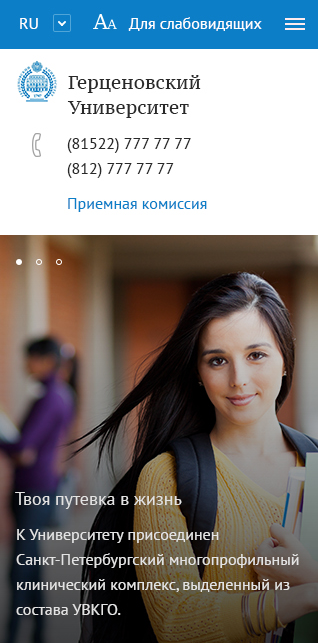 RU
AA Для слабовидящих
Герценовский
Университет
(81522) 777 77 77
(812) 777 77 77
Приемная комиссия
Твоя путевка в жизнь
К Университету присоединен
Санкт-Петербургский многопрофильный
клинический комплекс, выделенный из
состава УВКГО.